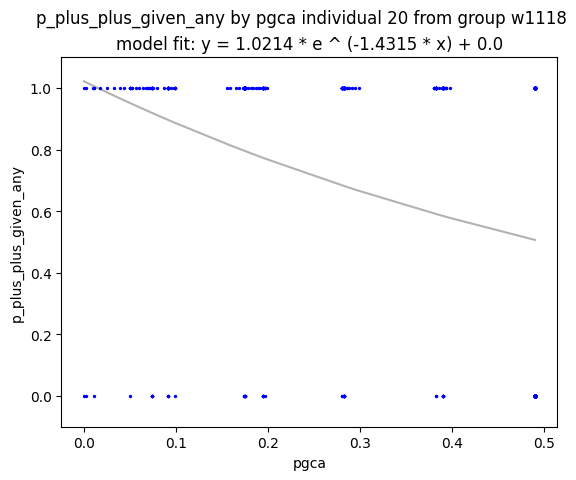 p_plus_plus_given_any by pgca individual 20 from group w1118
model fit: y = 1.0214 * e ^ (-1.4315 * x) + 0.0
1.0
0.8
0.6
0.4
0.2
0.0
p_plus_plus_given_any
0.0 0.1 0.2 0.3 0.4 0.5
pgca